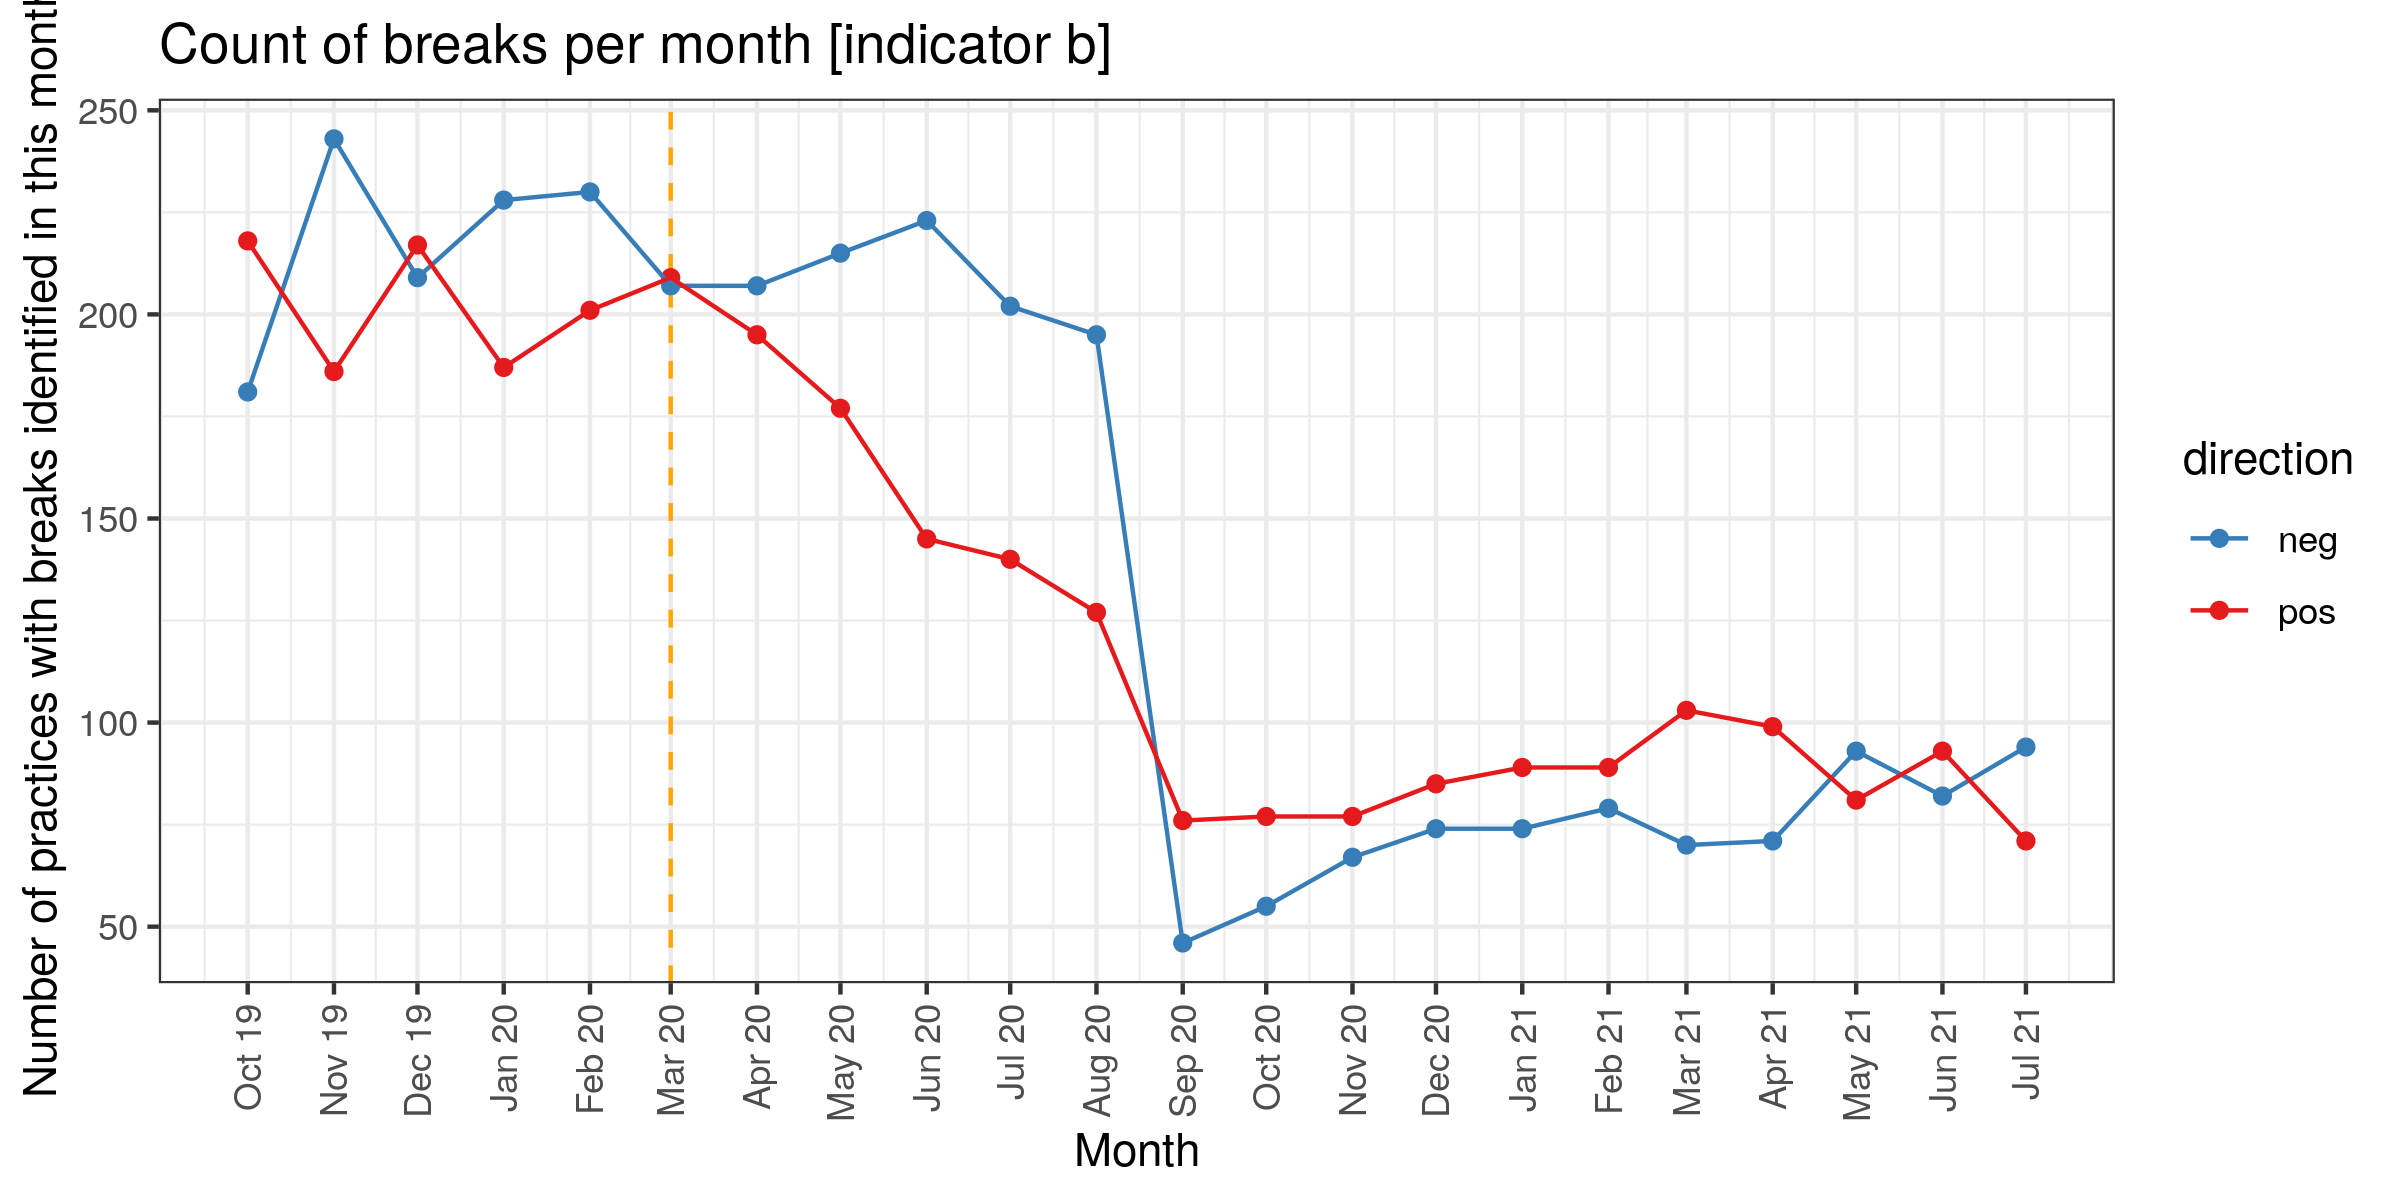 Count of breaks per month [indicator b]
Number of practices with breaks identified in this month
250
200
150
100
50
Oct 19
Nov 19
Dec 19
Jan 20
Feb 20
Mar 20
Apr 20
May 20
Jun 20
Jul 20
Aug 20
Sep 20
Oct 20
Nov 20
Dec 20
Jan 21
Feb 21
Mar 21
Apr 21
May 21
Jun 21
Jul 21
Month
direction
neg
pos